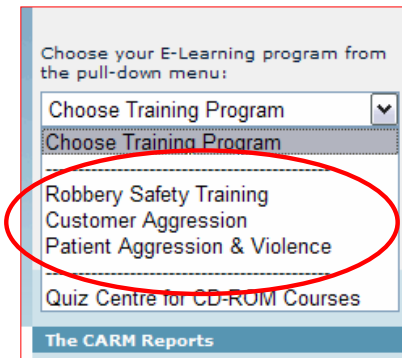 Choose your E-Learning program from
the pull-down menu:
Choose Training Program
Choose Training Program
----------------------------------------
Robbery Safety Training
Customer Aggression
Patient Aggression & Violence
----------------------------------------
Quiz Centre for CD-ROM Courses
The CARM Reports